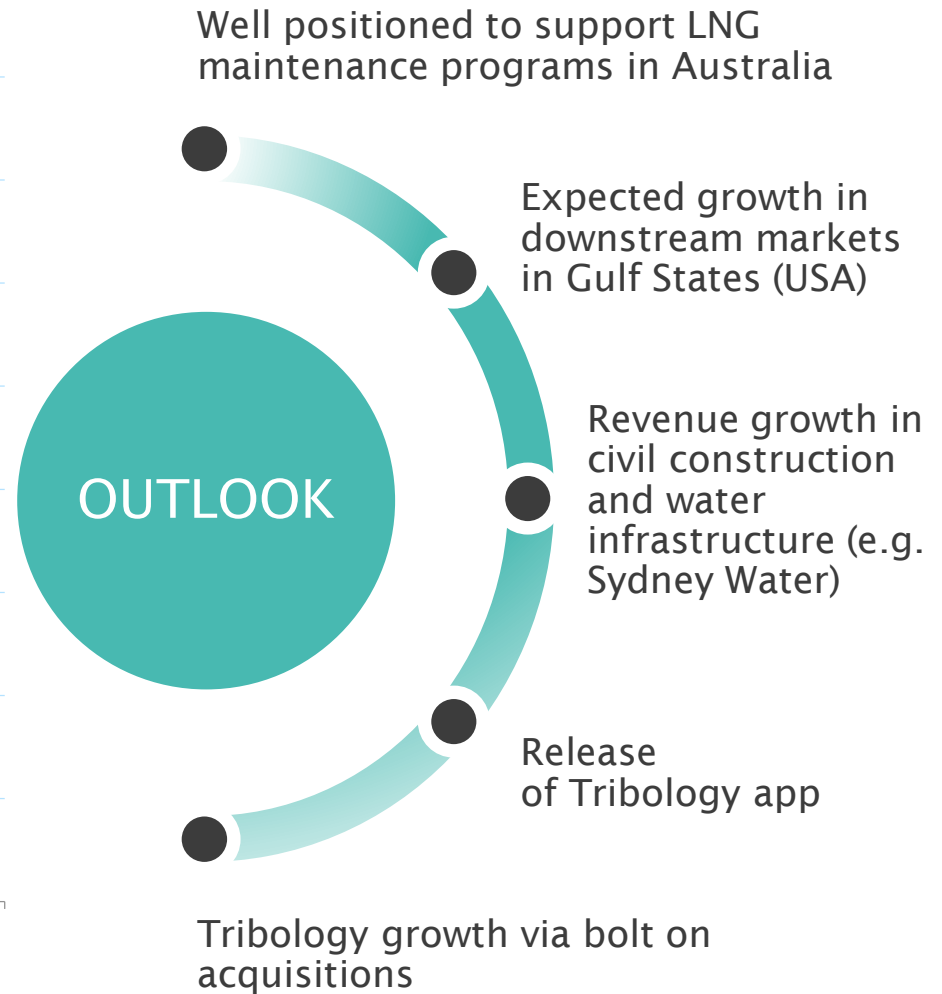 Well positioned to support LNG
maintenance programs in Australia
Expected growth in
downstream markets
in Gulf States (USA)
OUTLOOK
Revenue growth in
civil construction
and water
infrastructure (e.g.
Sydney Water)
Release
of Tribology app
Tribology growth via bolt on
acquisitions